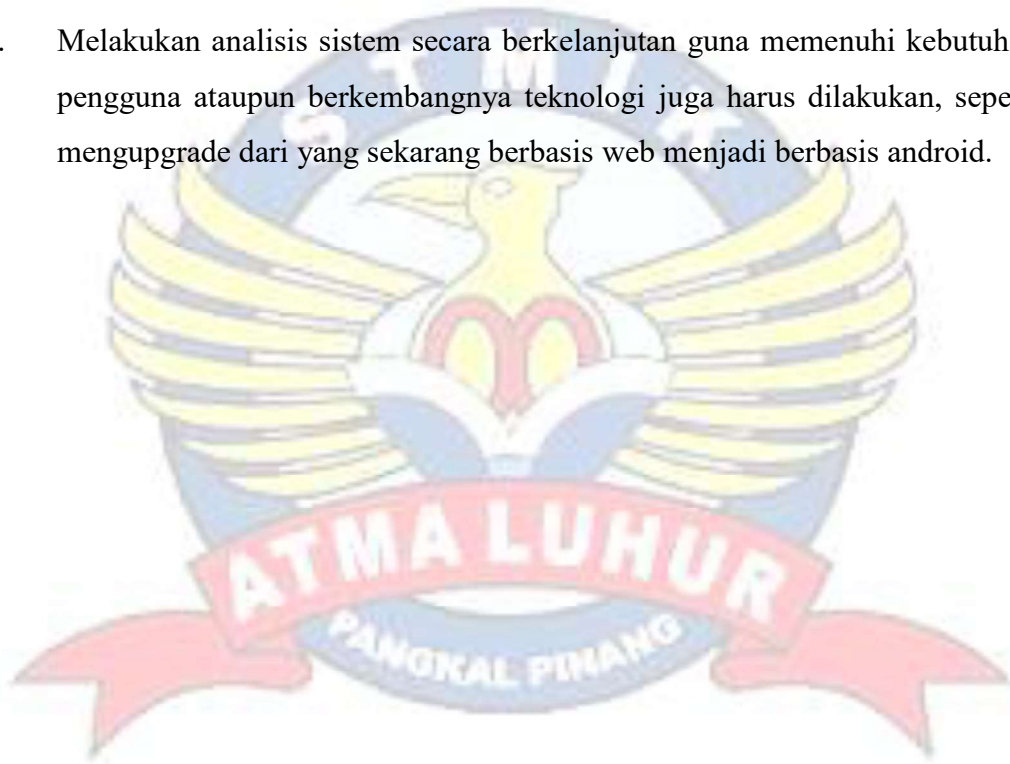 . Melakukan analisis sistem secara berkelanjutan guna memenuhi kebutuh
pengguna ataupun berkembangnya teknologi juga harus dilakukan, sepe
mengupgrade dari yang sekarang berbasis web menjadi berbasis android.
STMIK
ATMA LUHUR
PANGKAL PINANG